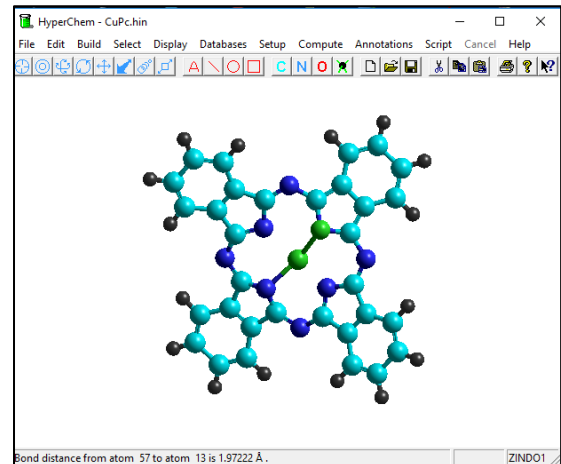 HyperChem - CuPc.hin
File Edit Build Select Display Databases Setup Compute Annotations Script Cancel Help
A C N O
Bond distance from atom 57 to atom 13 is 1.97222 Å . ZINDO1